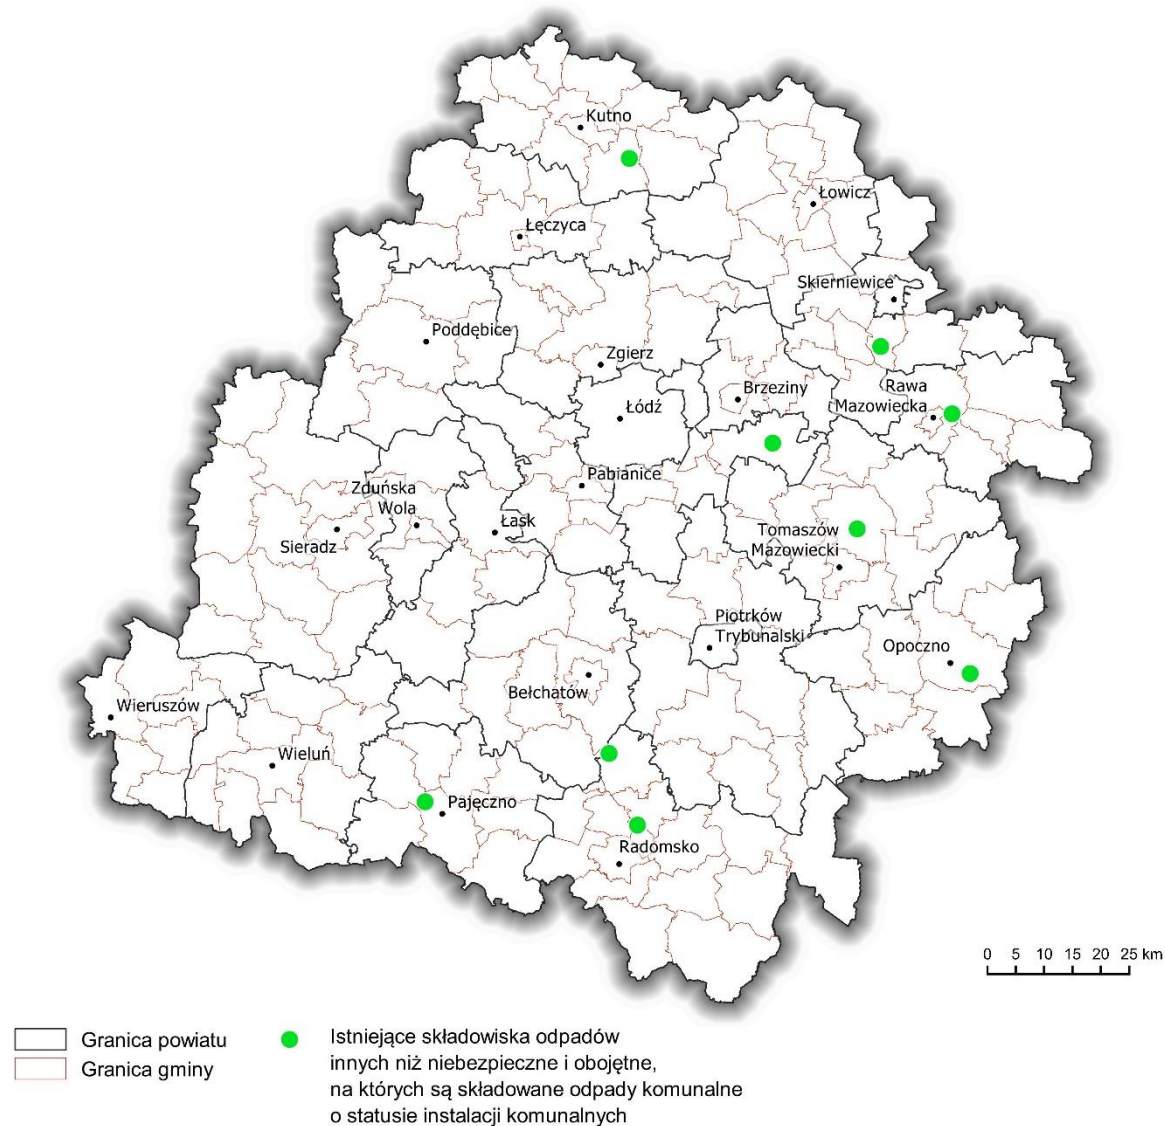 Kutno
Łowicz
Łęczyca
Skierniewice
Poddębice
Zgierz
Rawa
Mazowiecka
Brzeziny
Łódź
Pabianice
Zduńska
Wola
Łask
Sieradz
Tomaszów
Mazowiecki
Piotrków
Trybunalski
Opoczno
Bełchatów
Wieruszów
Wieluń
Pajęczno
Radomsko
0 5 10 15 20 25 km
Granica powiatu
Granica gminy
Istniejące składowiska odpadów
innych niż niebezpieczne i obojętne,
na których są składowane odpady komunalne
o statusie instalacji komunalnych